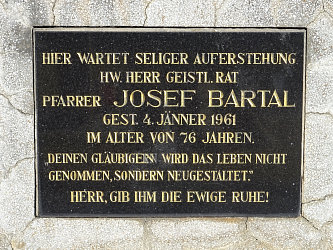 HIER WARTET SELIGER AUFERSTEHUNG
HW. HERR GEISTL. RAT
PFARRER JOSEF BARTAL
GEST. 4. JÄNNER 1961
IM ALTER VON 76 JAHREN.
„DEINEN GLÄUBIGEN WIRD DAS LEBEN NICHT
GENOMMEN, SONDERN NEUGESTALTET."
HERR, GIB IHM DIE EWIGE RUHE!